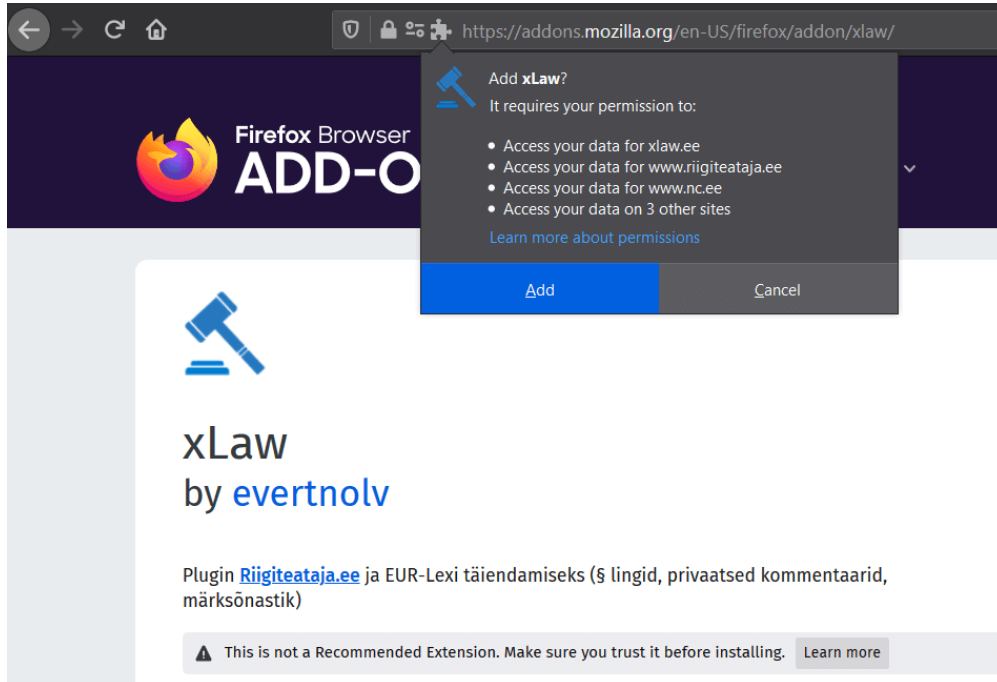 https://addons.mozilla.org/en-US/firefox/addon/xlaw/
Add xLaw?
It requires your permission to:
• Access your data for xlaw.ee
• Access your data for www.riigiteataja.ee
• Access your data for www.nc.ee
• Access your data on 3 other sites
Learn more about permissions
Add
Cancel
Firefox Browser
ADD-O
xLaw
by evertnolv
Plugin Riigiteataja.ee ja EUR-Lexi täiendamiseks (§ lingid, privaatsed kommentaarid,
märksõnastik)
This is not a Recommended Extension. Make sure you trust it before installing. Learn more